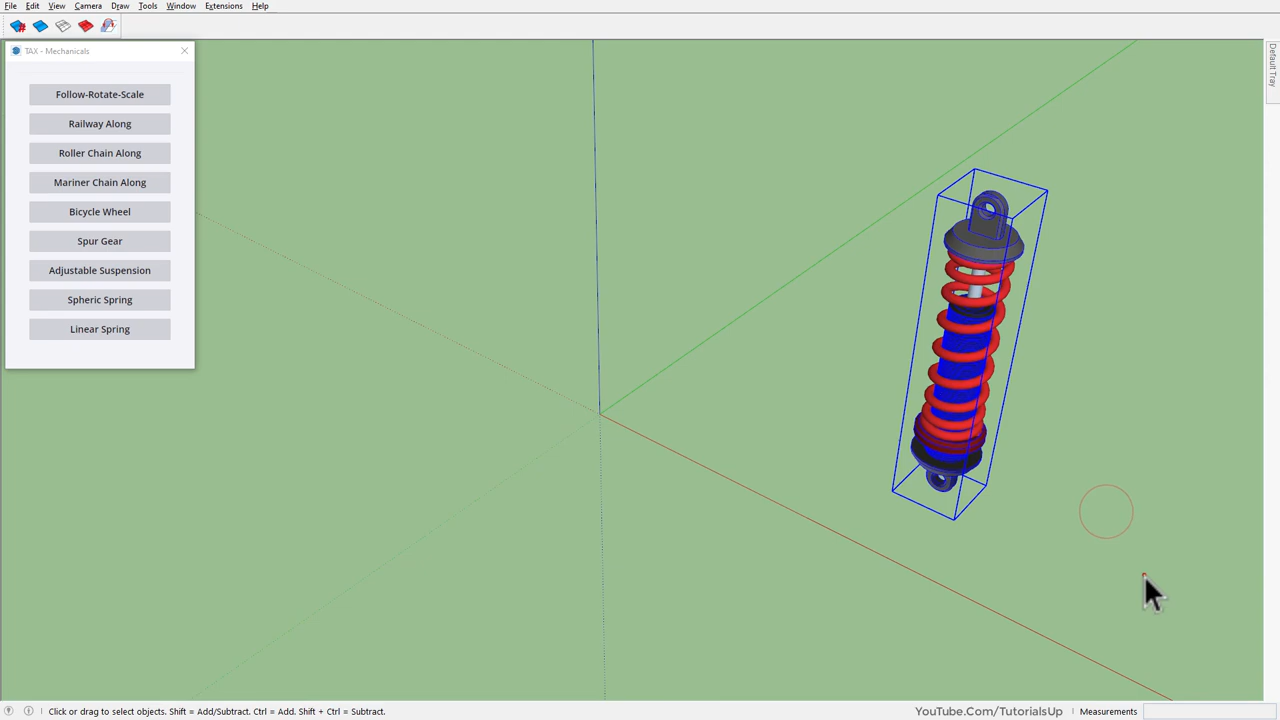 File Edit View Camera Draw Tools Window Extensions Help
TAX - Mechanicals
Follow-Rotate-Scale
Railway Along
Roller Chain Along
Mariner Chain Along
Bicycle Wheel
Spur Gear
Adjustable Suspension
Spheric Spring
Linear Spring
Default Tray
Click or drag to select objects. Shift = Add/Subtract. Ctrl = Add. Shift + Ctrl = Subtract.
YouTube.Com/TutorialsUp
Measurements